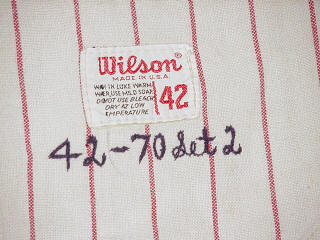 Wilson®
MADE IN U.S.A.
WASH IN LUKE WARM
WATER, USE MILD SOAP
DO NOT USE BLEACH
DRY AT LOW
TEMPERATURE
42
42-70 Set 2